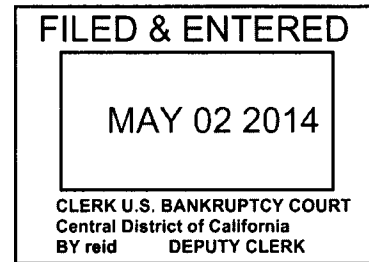 FILED & ENTERED
MAY 02 2014
CLERK U.S. BANKRUPTCY COURT
Central District of California
BY reid DEPUTY CLERK